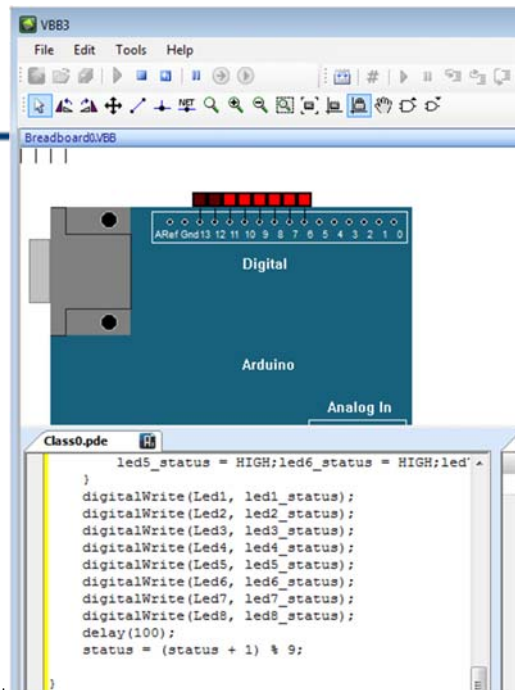 VBB3
File Edit Tools Help
NET
Breadboard0.VBB
ARef Gnd 13 12 11 10 9 8 7 6 5 4 3 2 1 0
Digital
Arduino
Analog In
Class0.pde
led5_status = HIGH;led6_status = HIGH;led
}
digitalWrite(Led1, led1_status);
digitalWrite(Led2, led2_status);
digitalWrite(Led3, led3_status);
digitalWrite(Led4, led4_status);
digitalWrite(Led5, led5_status);
digitalWrite(Led6, led6_status);
digitalWrite(Led7, led7_status);
digitalWrite(Led8, led8_status);
delay(100);
status = (status + 1) % 9;
}